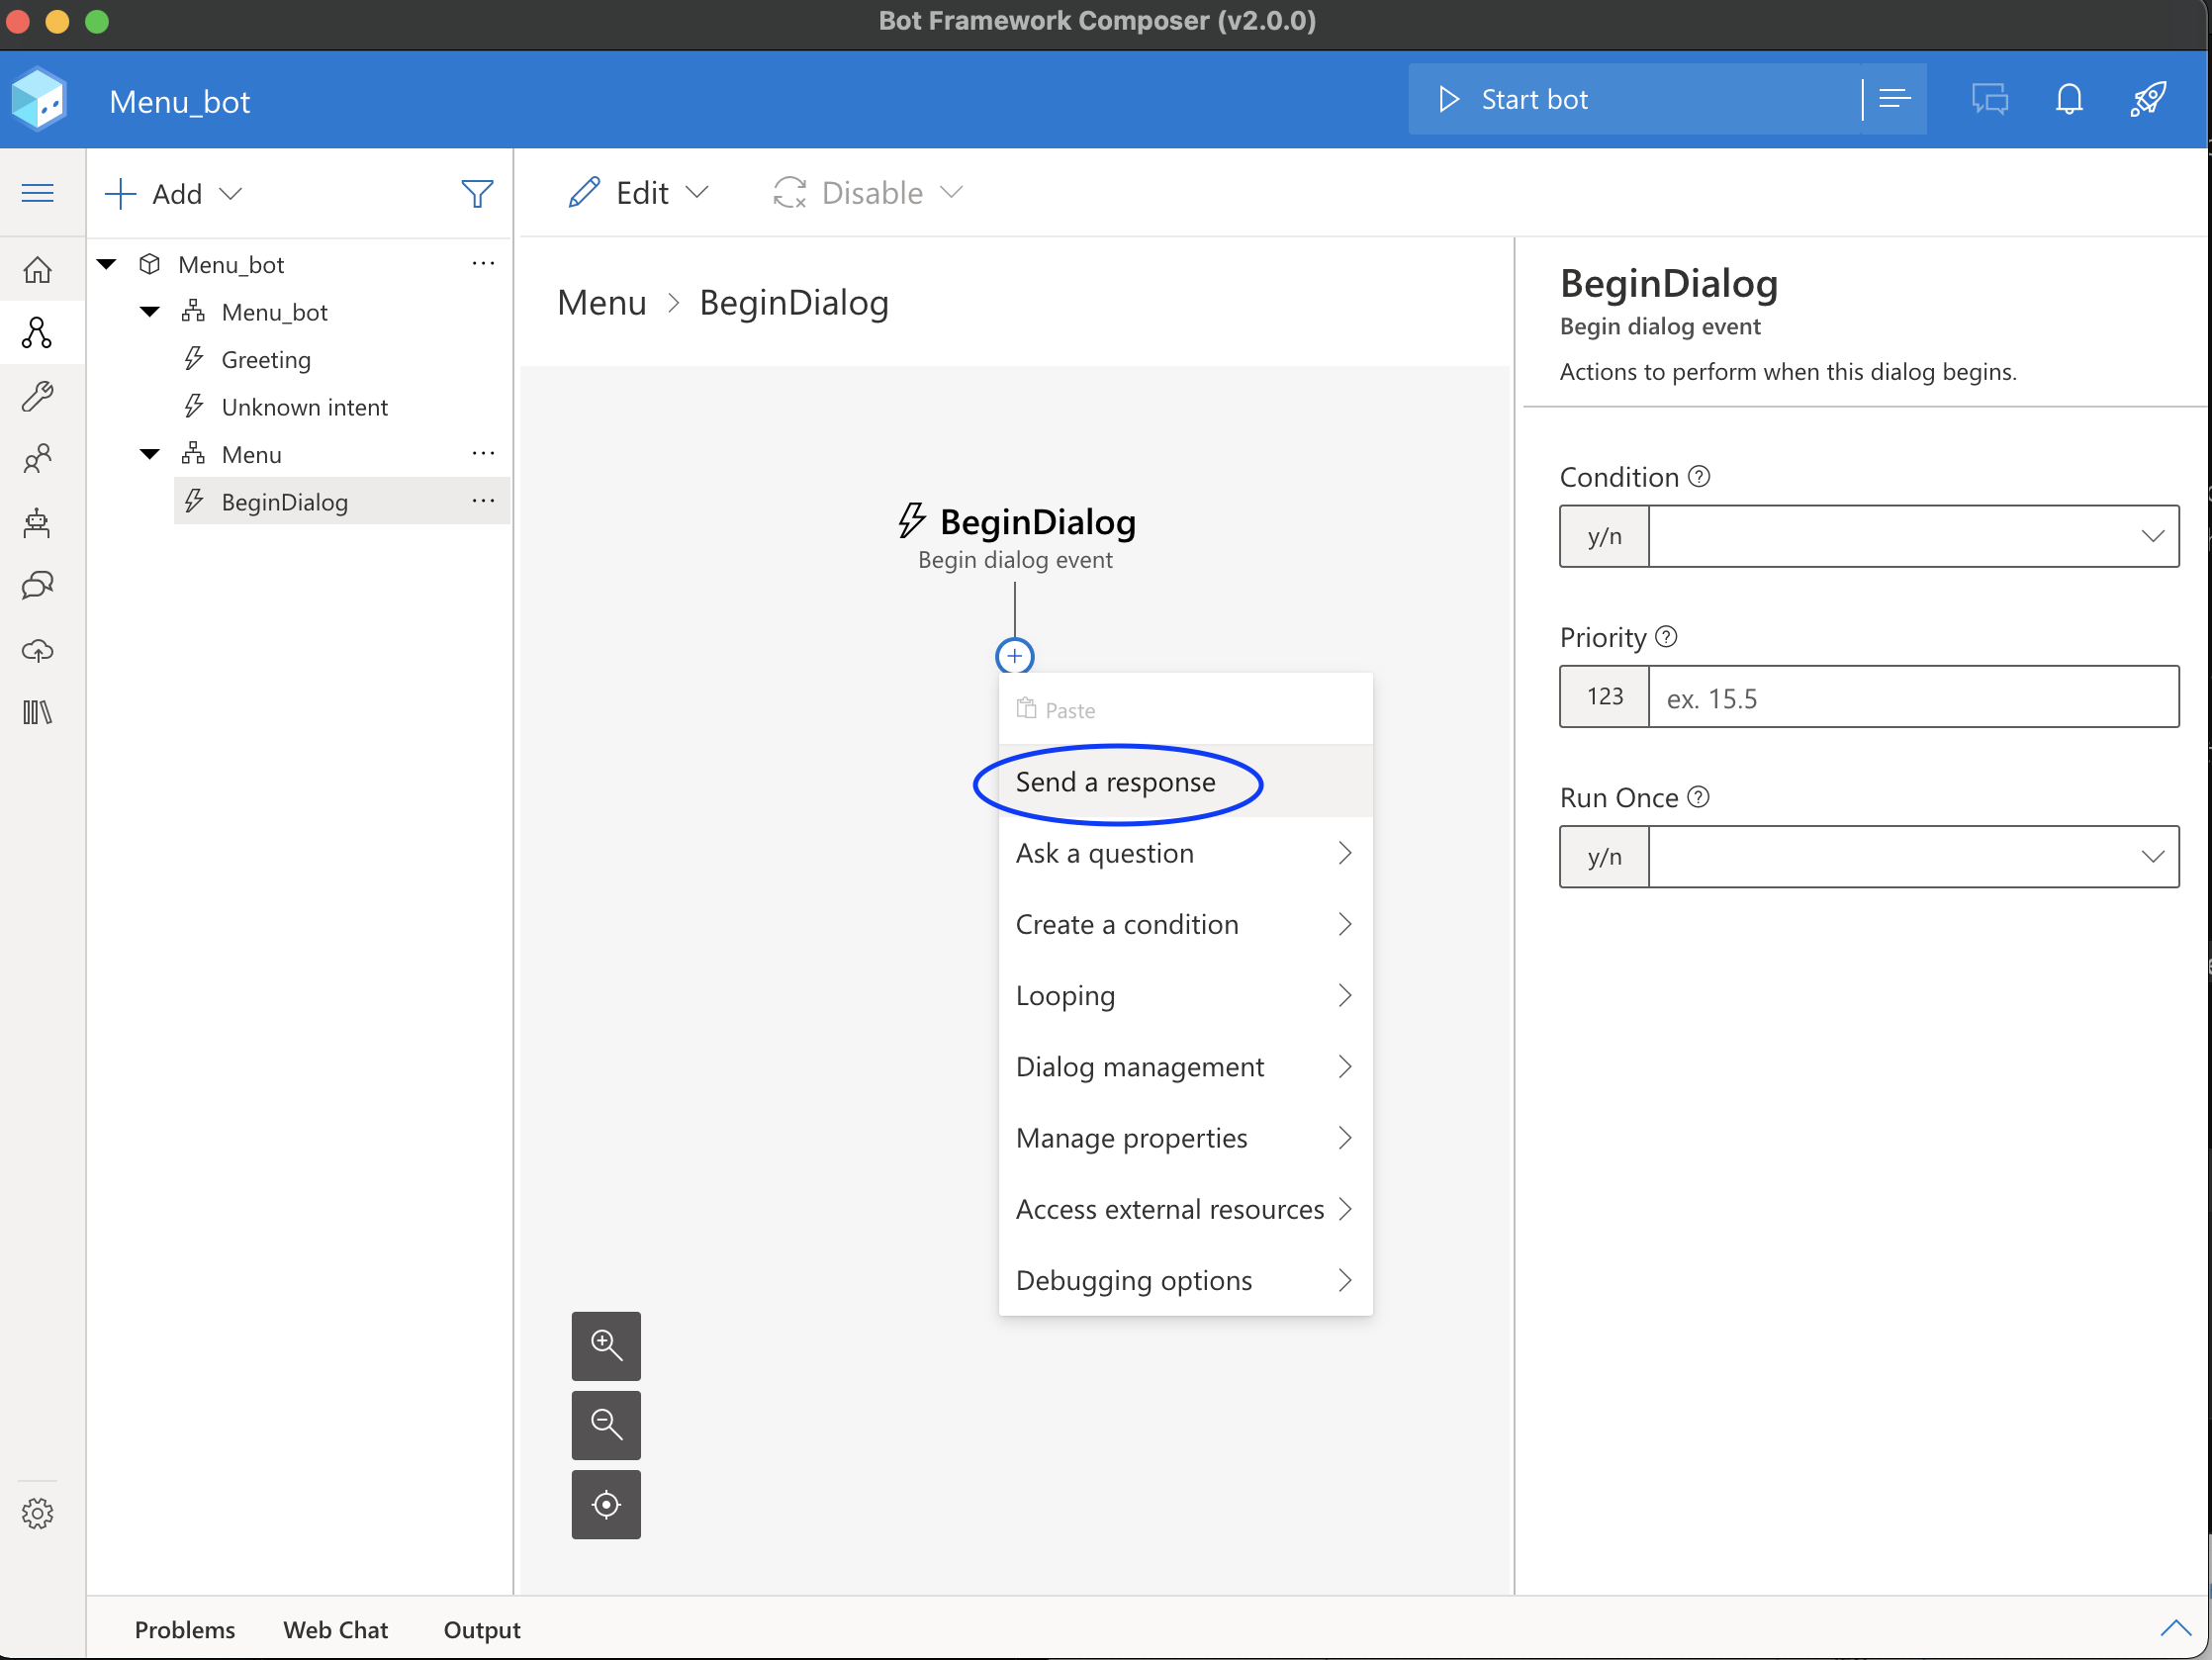 Bot Framework Composer (v2.0.0)
Menu_bot
Start bot
Add
Edit
Disable
Menu_bot
Menu_bot
Greeting
Unknown intent
Menu
BeginDialog
Menu > BeginDialog
BeginDialog
Begin dialog event
Paste
Send a response
Ask a question
Create a condition
Looping
Dialog management
Manage properties
Access external resources
Debugging options
BeginDialog
Begin dialog event
Actions to perform when this dialog begins.
Condition
y/n
Priority
123 ex. 15.5
Run Once
y/n
Problems Web Chat Output